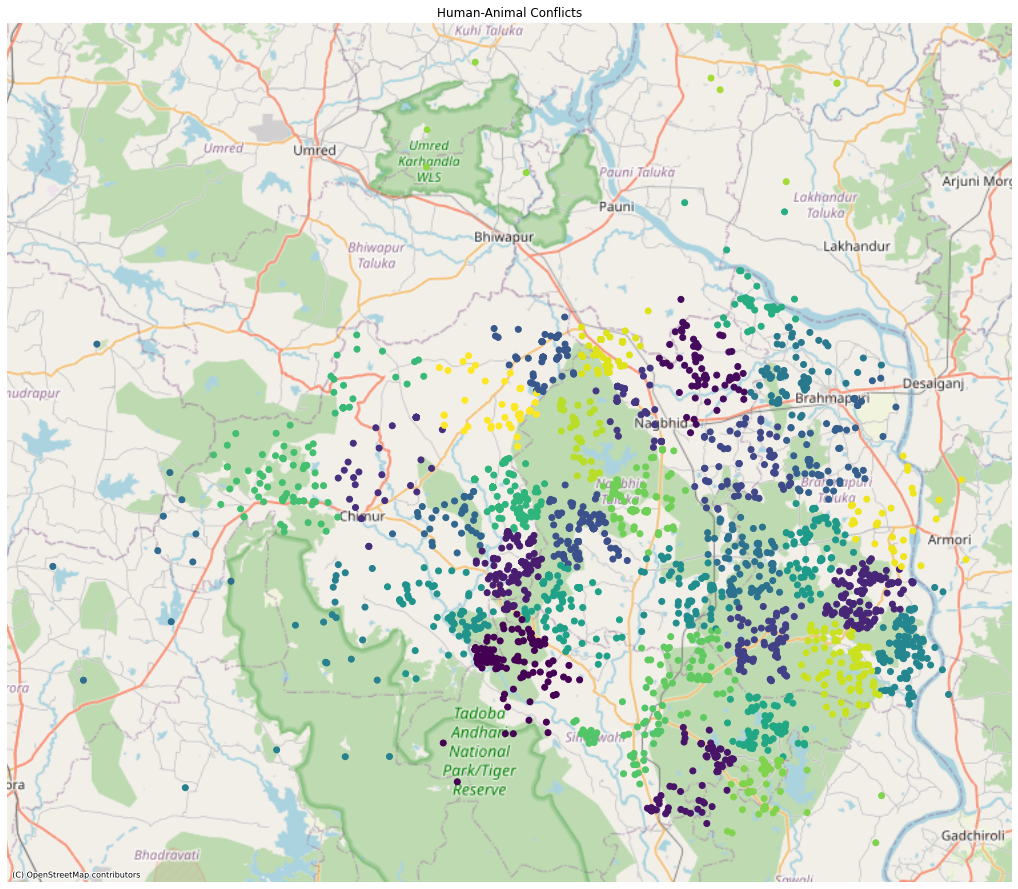 Human-Animal Conflicts
Kuhi Taluka
Umred
Umred
Umred
Karhandla
WLS
Pauni Taluka
Arjuni Morg
Lakhandur
Taluka
Pauni
Bhiwapur
Lakhandur
Bhiwapur
Taluka
Desaiganj
nudrapur
Brahmapuri
Nagbhid
Nagbhid
Taluka
Brahmapuri
Taluka
Chimur
Armori
rora
Tadoba
Andhari
National
Park/Tiger
Reserve
Sindewahi
ora
Gadchiroli
Bhadravati
Sawali
(C) OpenStreetMap contributors